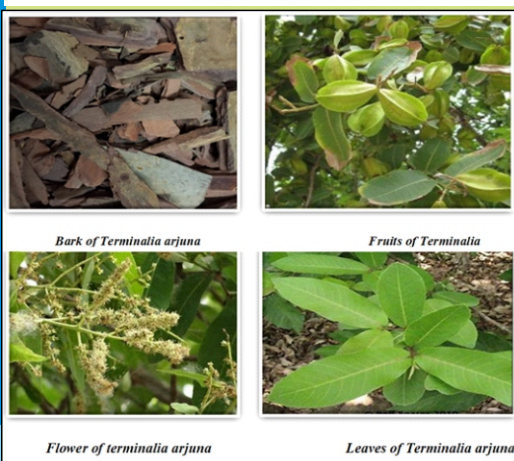 Bark of Terminalia arjuna
Fruits of Terminalia
Flower of terminalia arjuna
Leaves of Terminalia arjuna